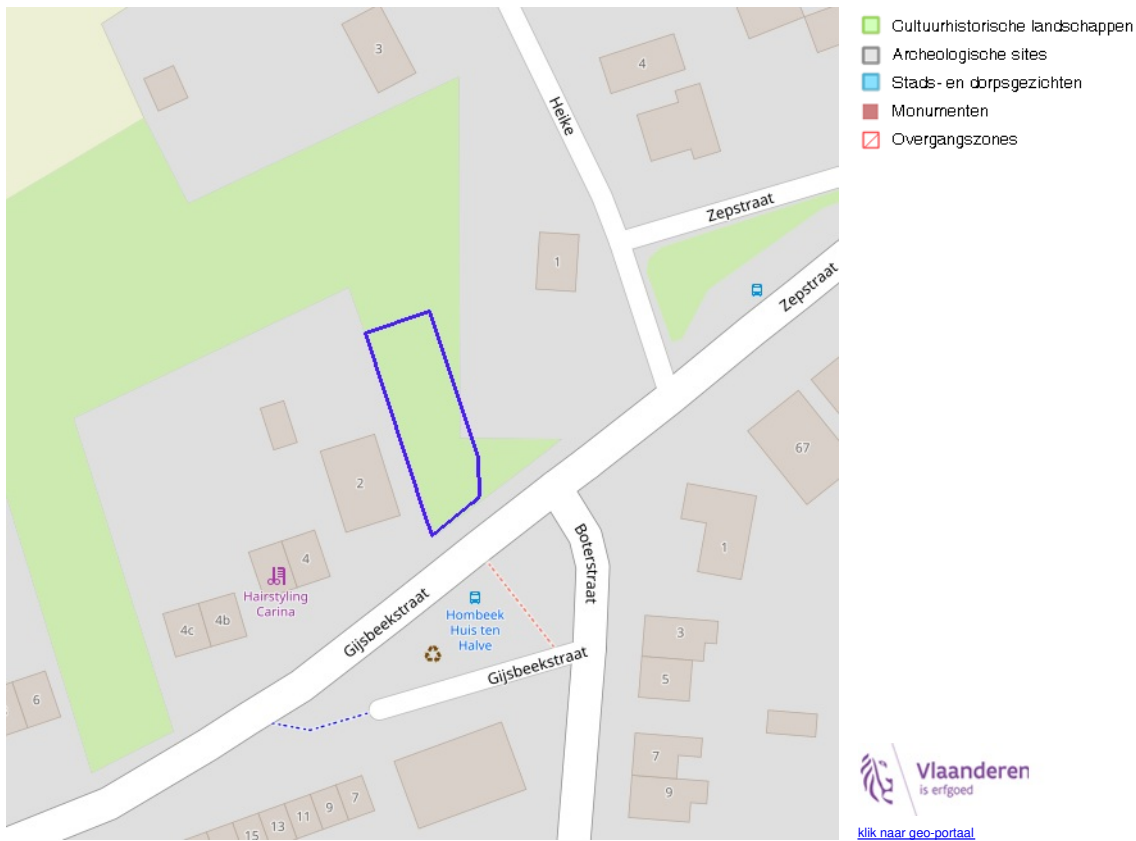 3
4
Heike
Zepstraat
1
Zepstraat
2
67
4
Boterstraat
1
Hairstyling
Carina
4c
4b
Gijsbeekstraat
Hombeek
Huis ten
Halve
3
Gijsbeekstraat
5
6
7
9
7
9
11
13
15
Cultuurhistorische landschappen
Archeologische sites
Stads- en dorpsgezichten
Monumenten
Overgangszones
Vlaanderen
is erfgoed
klik naar geo-portaal